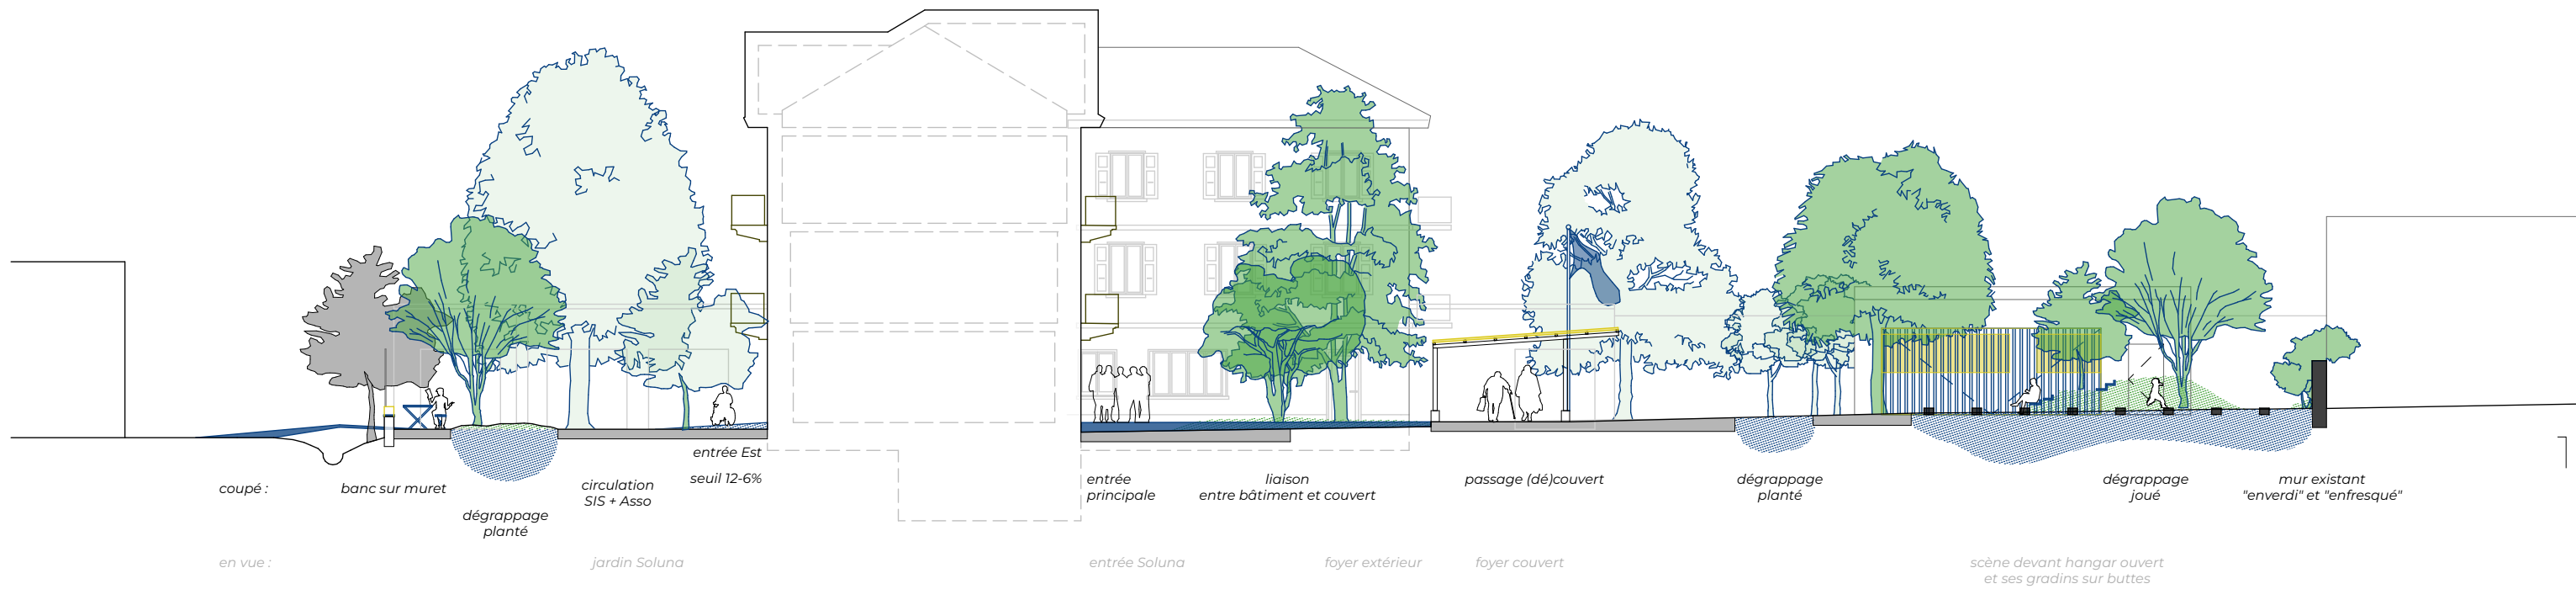 entrée Est
seuil 12-6%
coupé :
banc sur muret
dégrappage
planté
circulation
SIS + Asso
entrée
principale
liaison
entre bâtiment et couvert
passage (dé)couvert
dégrappage
planté
dégrappage
joué
mur existant
"enverdi" et "enfresqué"
en vue :
jardin Soluna
entrée Soluna
foyer extérieur
foyer couvert
scène devant hangar ouvert
et ses gradins sur buttes